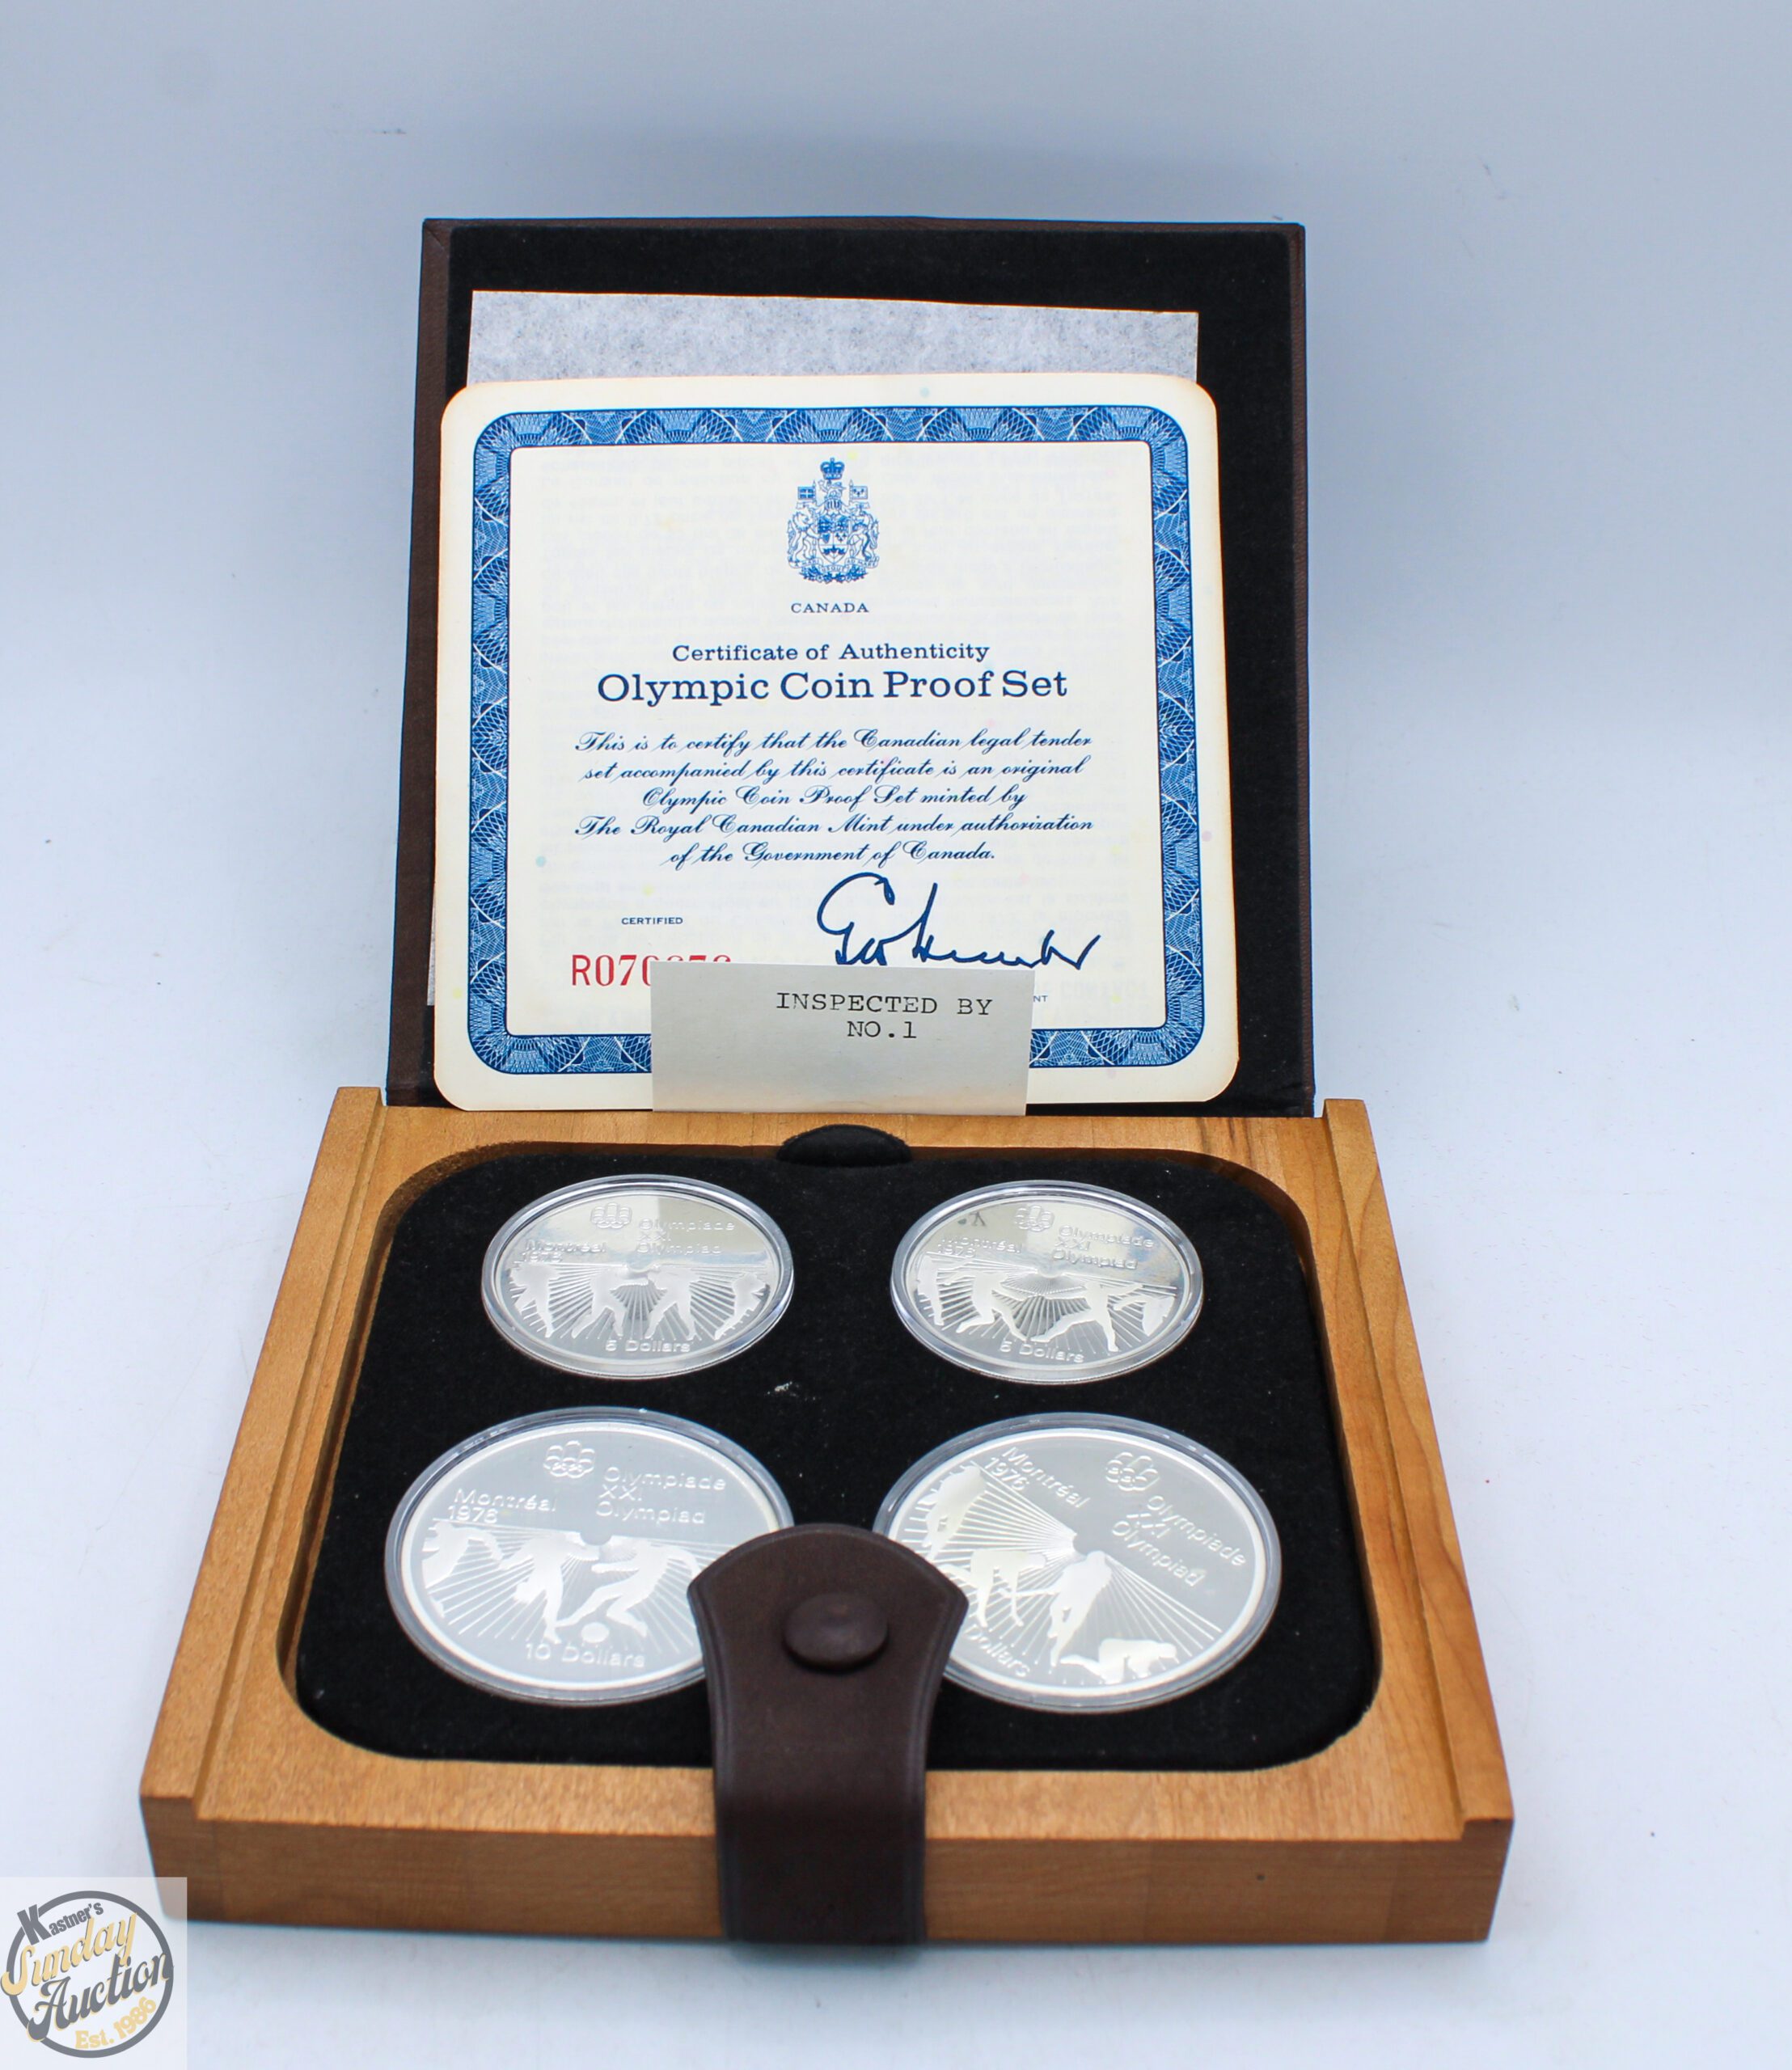 CANADA
Certificate of Authenticity
Olympic Coin Proof Set
This is to certify that the Canadian legal tender
set accompanied by this certificate is an original
Olympic Coin Proof Set minted by
The Royal Canadian Mint under authorization
of the Government of Canada.
CERTIFIED
INSPECTED BY
NO.1
Olympiade
XXI
Olympiad
Montréal
1976
5 Dollars
Olympiade
XXI
Olympiad
Montréal
1976
5 Dollars
Olympiade
XXI
Olympiad
Montréal
1976
10 Dollars
Montréal
1976
Olympiade
XXI
Olympiad
Dollars
Kastner's
Sunday
Auction
Est. 1986